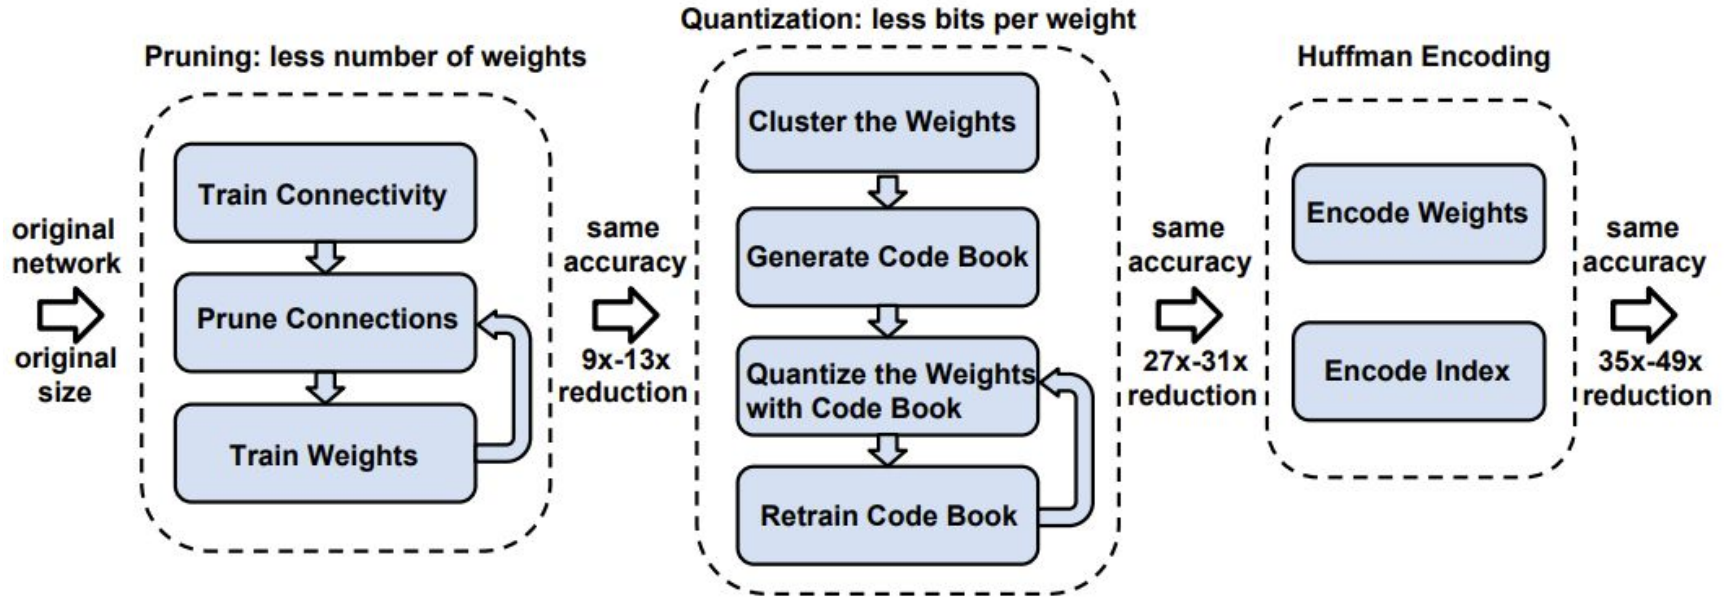 original
network
original
size
Pruning: less number of weights
Train Connectivity
Prune Connections
Train Weights
same
accuracy
9x-13x
reduction
Quantization: less bits per weight
Cluster the Weights
Generate Code Book
Quantize the Weights
with Code Book
Retrain Code Book
same
accuracy
27x-31x
reduction
Huffman Encoding
Encode Weights
Encode Index
same
accuracy
35x-49x
reduction